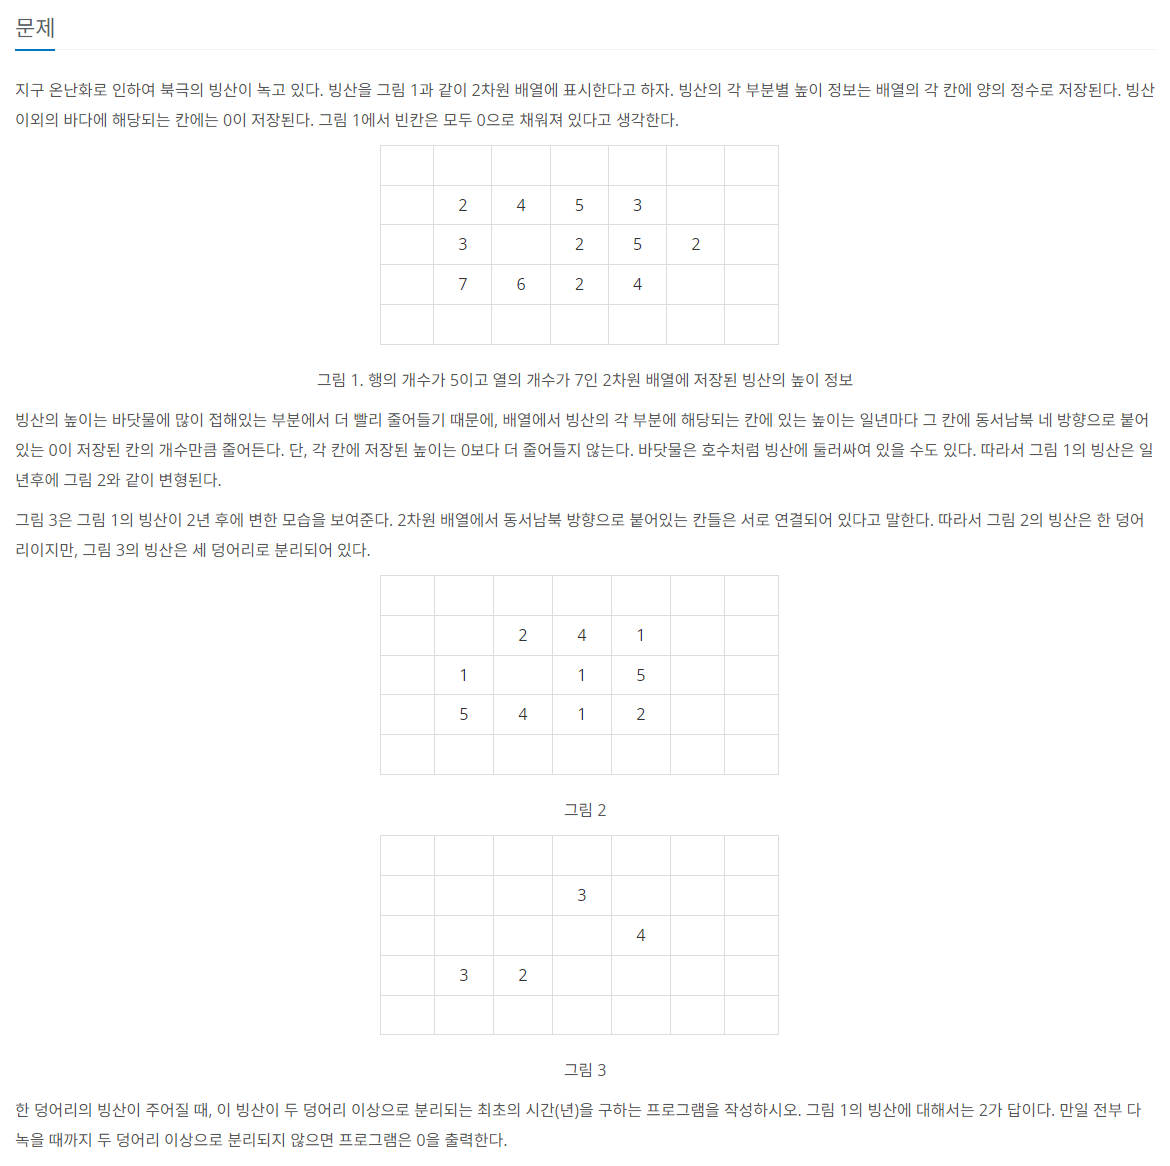 문제
지구 온난화로 인하여 북극의 빙산이 녹고 있다. 빙산을 그림 1과 같이 2차원 배열에 표시한다고 하자. 빙산의 각 부분별 높이 정보는 배열의 각 칸에 양의 정수로 저장된다. 빙산
이외의 바다에 해당되는 칸에는 0이 저장된다. 그림 1에서 빈칸은 모두 0으로 채워져 있다고 생각한다.
2 4 5 3
3 2 5 2
7 6 2 4
그림 1. 행의 개수가 5이고 열의 개수가 7인 2차원 배열에 저장된 빙산의 높이 정보
빙산의 높이는 바닷물에 많이 접해있는 부분에서 더 빨리 줄어들기 때문에, 배열에서 빙산의 각 부분에 해당되는 칸에 있는 높이는 일년마다 그 칸에 동서남북 네 방향으로 붙어
있는 0이 저장된 칸의 개수만큼 줄어든다. 단, 각 칸에 저장된 높이는 0보다 더 줄어들지 않는다. 바닷물은 호수처럼 빙산에 둘러싸여 있을 수도 있다. 따라서 그림 1의 빙산은 일
년후에 그림 2와 같이 변형된다.
그림 3은 그림 1의 빙산이 2년 후에 변한 모습을 보여준다. 2차원 배열에서 동서남북 방향으로 붙어있는 칸들은 서로 연결되어 있다고 말한다. 따라서 그림 2의 빙산은 한 덩어
리이지만, 그림 3의 빙산은 세 덩어리로 분리되어 있다.
2 4 1
1 1 5
5 4 1 2
그림 2
3
4
3 2
그림 3
한 덩어리의 빙산이 주어질 때, 이 빙산이 두 덩어리 이상으로 분리되는 최초의 시간(년)을 구하는 프로그램을 작성하시오. 그림 1의 빙산에 대해서는 2가 답이다. 만일 전부 다
녹을 때까지 두 덩어리 이상으로 분리되지 않으면 프로그램은 0을 출력한다.